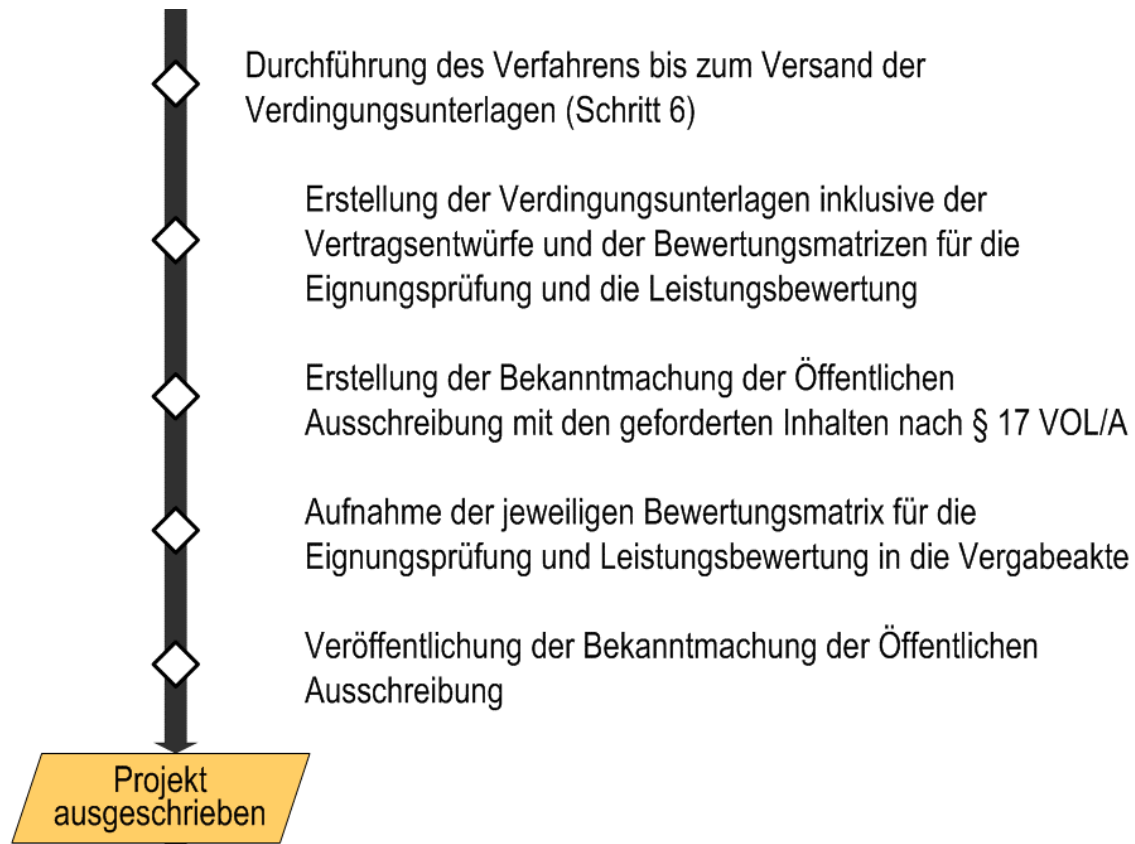 Durchführung des Verfahrens bis zum Versand der
Verdingungsunterlagen (Schritt 6)
Erstellung der Verdingungsunterlagen inklusive der
Vertragsentwürfe und der Bewertungsmatrizen für die
Eignungsprüfung und die Leistungsbewertung
Erstellung der Bekanntmachung der Öffentlichen
Ausschreibung mit den geforderten Inhalten nach § 17 VOL/A
Aufnahme der jeweiligen Bewertungsmatrix für die
Eignungsprüfung und Leistungsbewertung in die Vergabeakte
Veröffentlichung der Bekanntmachung der Öffentlichen
Ausschreibung
Projekt
ausgeschrieben